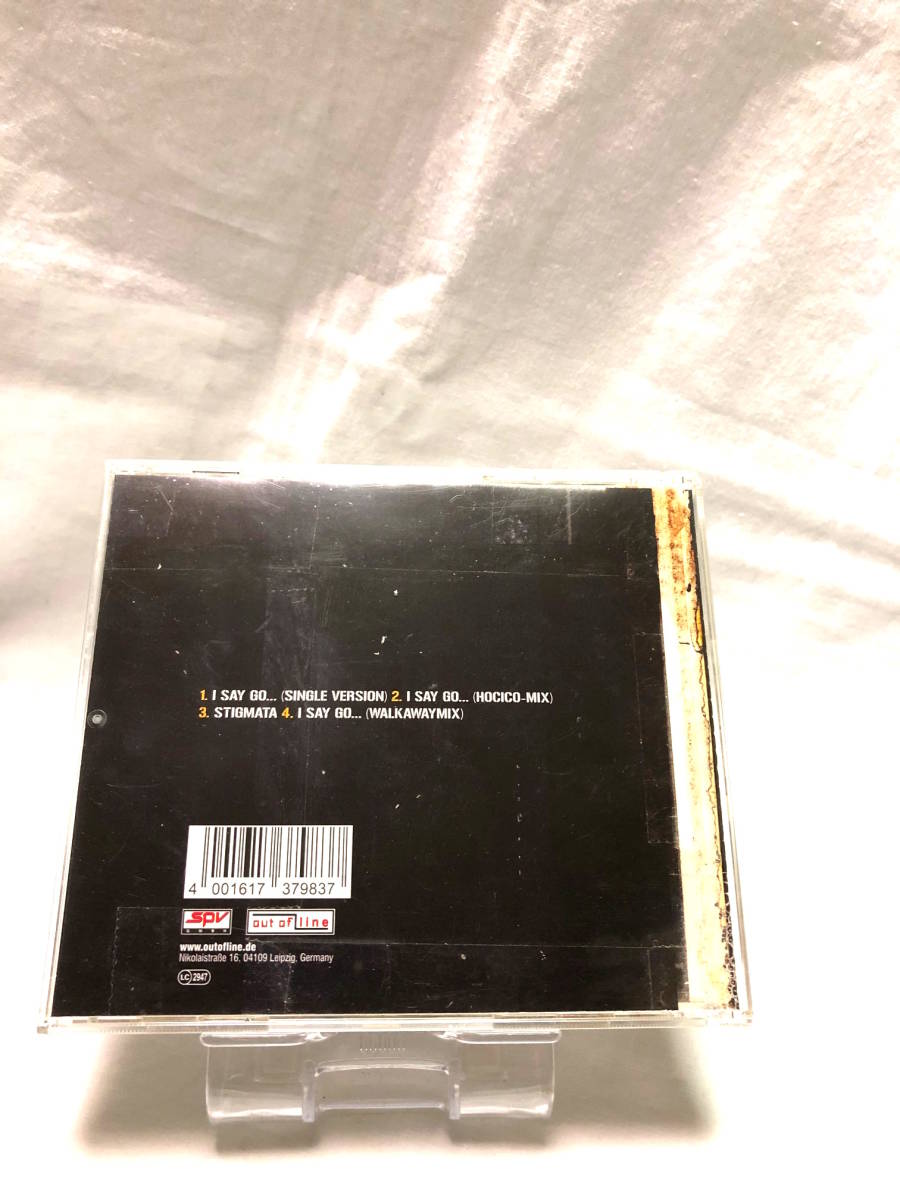 1. I SAY GO... (SINGLE VERSION) 2. I SAY GO... (HOCICO-MIX)
3. STIGMATA 4. I SAY GO... (WALKAWAYMIX)
4 001617 379837
spv
out of line
www.outofline.de
Nikolaistraße 16, 04109 Leipzig, Germany
LC 2947